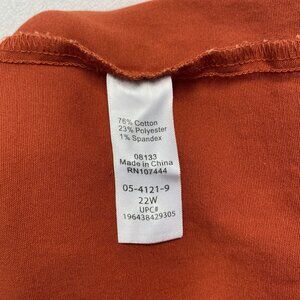 76% Cotton
23% Polyester
1% Spandex
08133
Made in China
RN107444
05-4121-9
22W
UPC#
196438429305